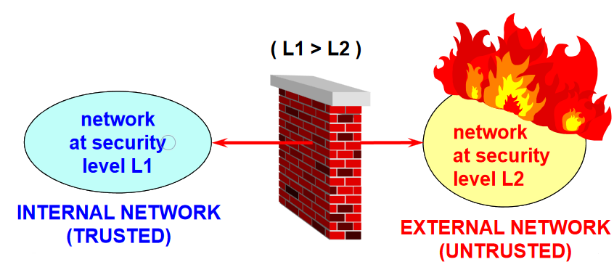 ( L1 > L2 )
network
at security
level L1
INTERNAL NETWORK
(TRUSTED)
network
at security
level L2
EXTERNAL NETWORK
(UNTRUSTED)